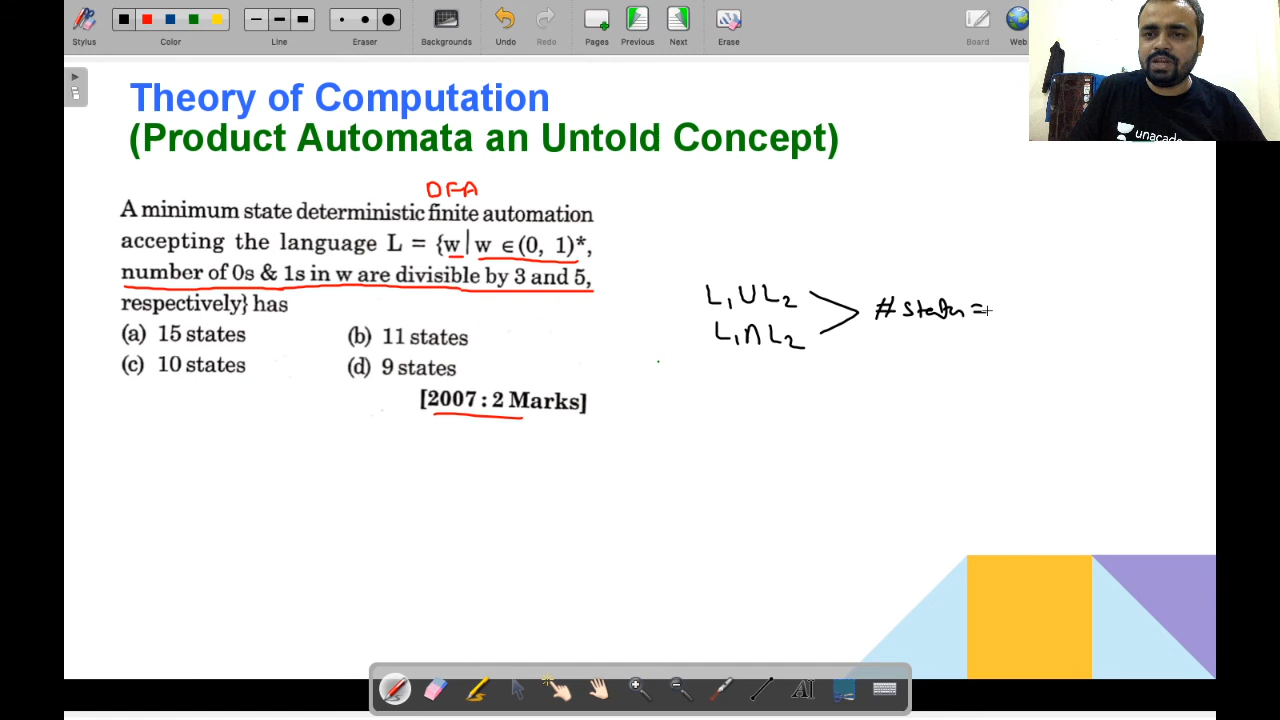 Stylus
Color
Line
Eraser
Backgrounds
Undo
Redo
Pages
Previous
Next
Erase
Board
Web
unacade
Theory of Computation
(Product Automata an Untold Concept)
DFA
A minimum state deterministic finite automation
accepting the language L = {w|w ∈(0, 1)*,
number of 0s & 1s in w are divisible by 3 and 5,
respectively} has
(a) 15 states (b) 11 states
(c) 10 states (d) 9 states
[2007 : 2 Marks]
L₁∪L₂
L₁∩L₂
# states =
AI